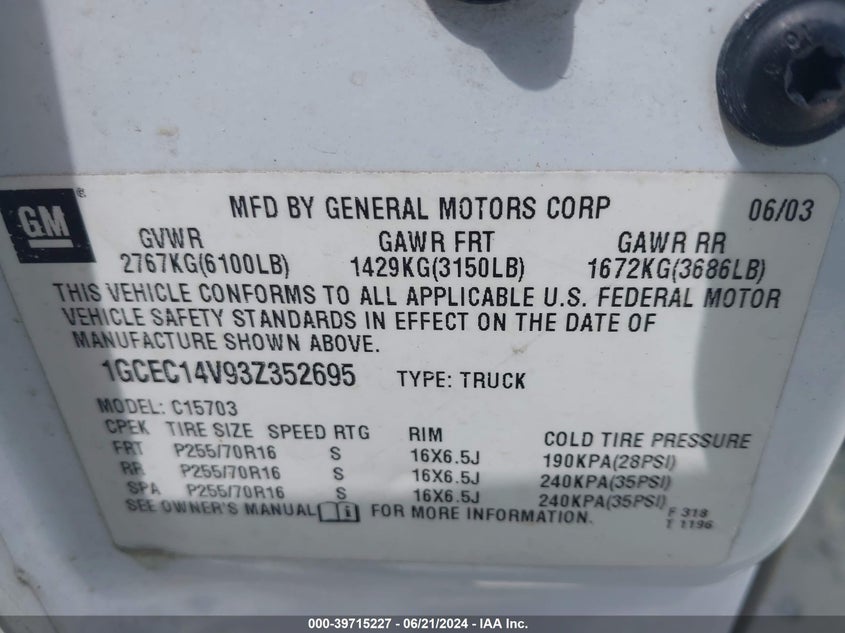 GM ®
MFD BY GENERAL MOTORS CORP 06/03
GVWR GAWR FRT GAWR RR
2767KG(6100LB) 1429KG(3150LB) 1672KG(3686LB)
THIS VEHICLE CONFORMS TO ALL APPLICABLE U.S. FEDERAL MOTOR
VEHICLE SAFETY STANDARDS IN EFFECT ON THE DATE OF
MANUFACTURE SHOWN ABOVE.
1GCEC14V93Z352695 TYPE: TRUCK
MODEL: C15703
CPEK TIRE SIZE SPEED RTG RIM COLD TIRE PRESSURE
FRT P255/70R16 S 16X6.5J 190KPA(28PSI)
RR P255/70R16 S 16X6.5J 240KPA(35PSI)
SPA P255/70R16 S 16X6.5J 240KPA(35PSI)
SEE OWNER'S MANUAL i FOR MORE INFORMATION. F 318
T 1196
000-39715227 - 06/21/2024 - IAA Inc.